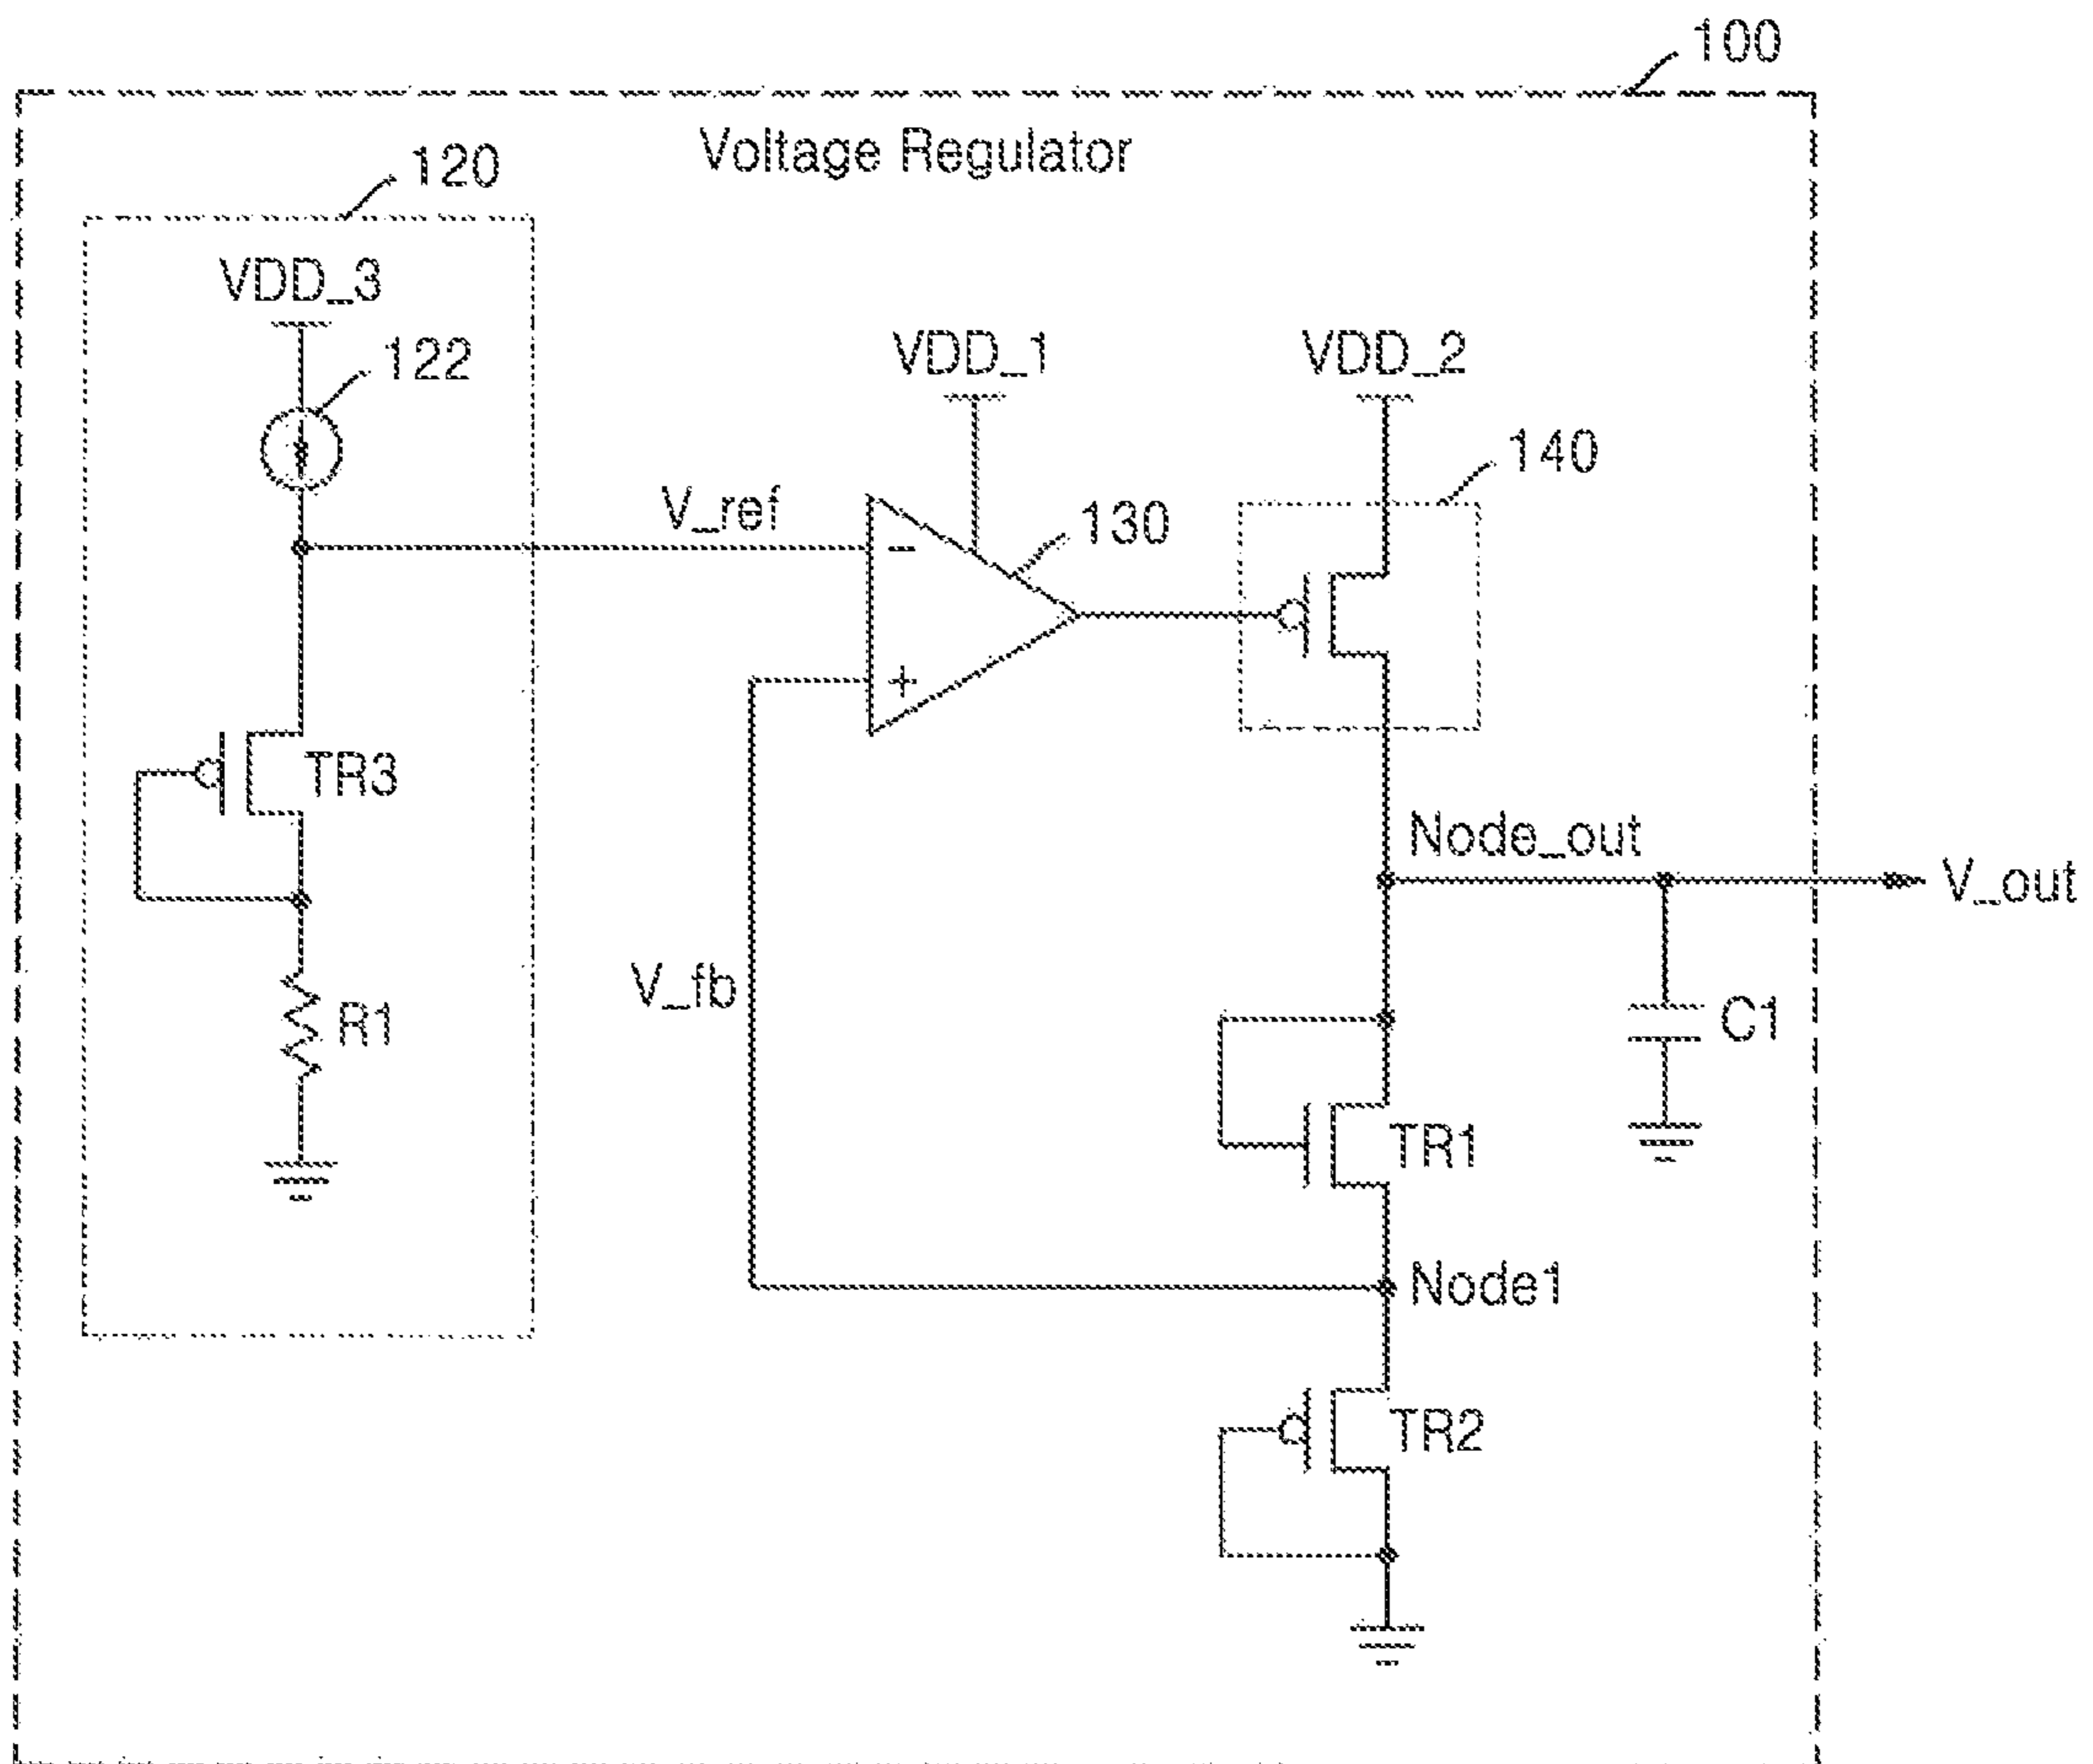 100
Voltage Regulator
120
VDD_3
122
VDD_1
VDD_2
140
V_ref
130
-
+
TR3
Node_out
V_out
V_fb
R1
C1
TR1
Node1
TR2